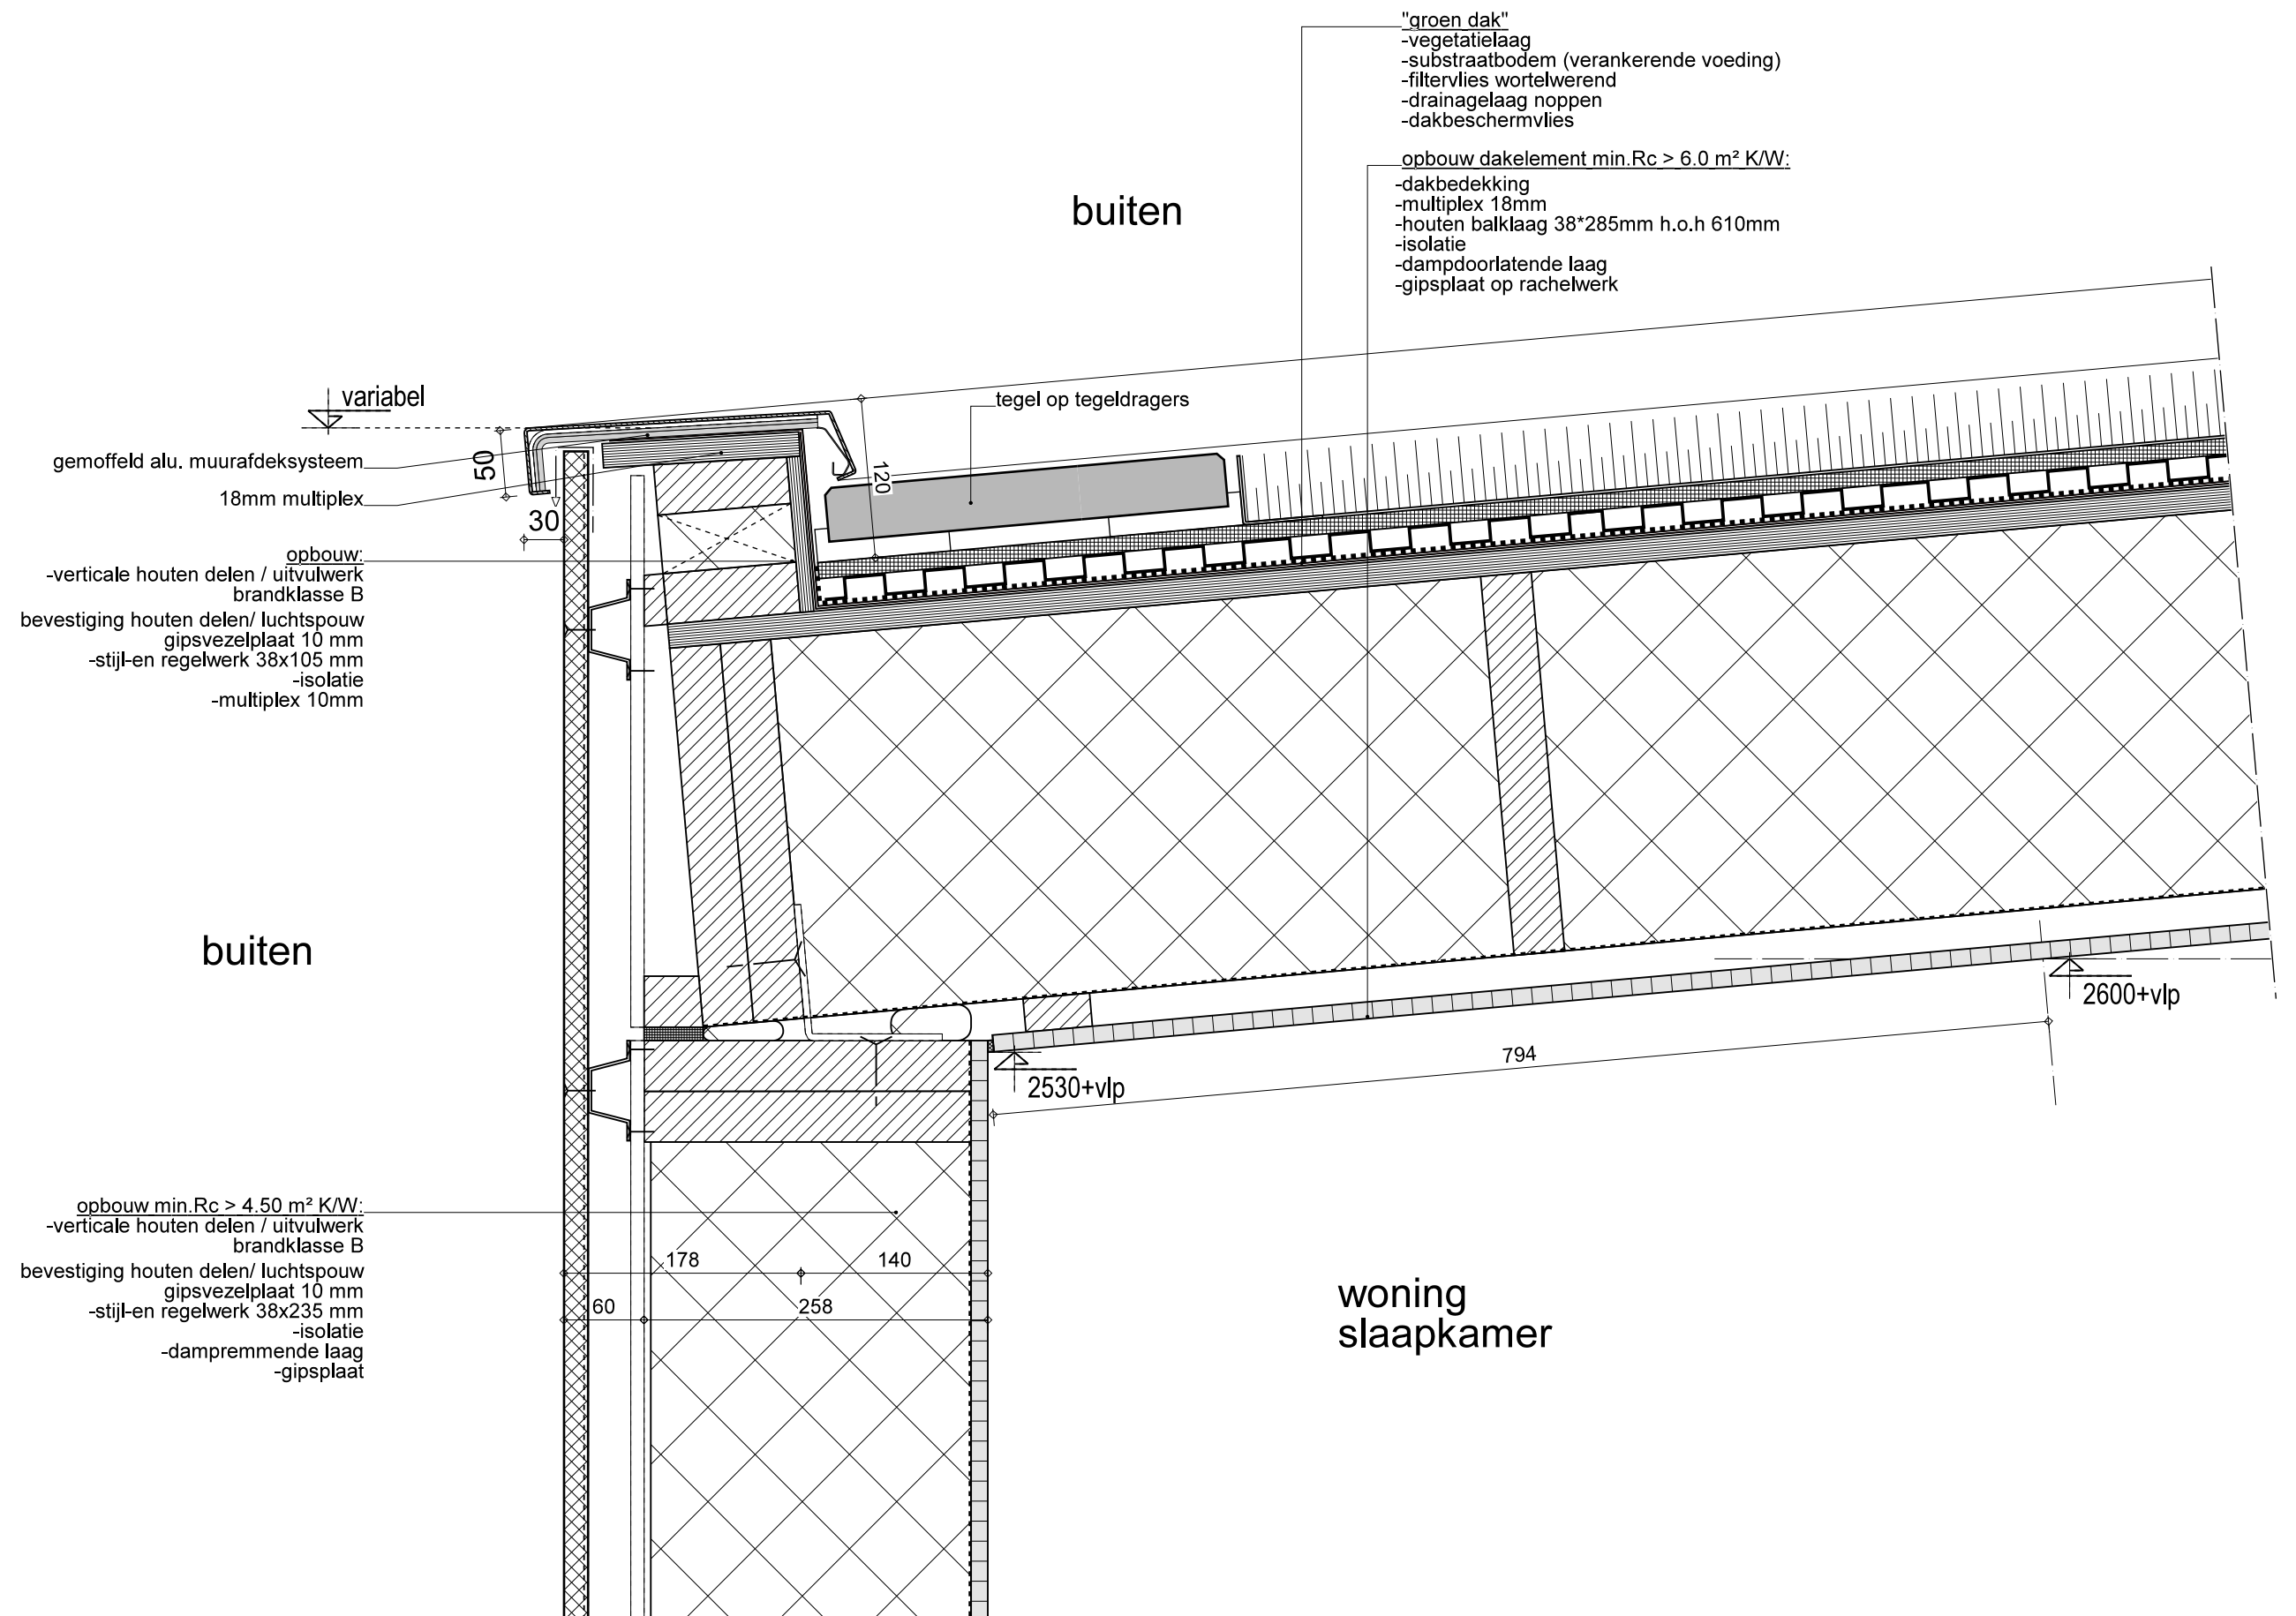 "groen dak"
-vegetatielaag
-substraatbodem (verankerende voeding)
-filtervlies wortelwerend
-drainagelaag noppen
-dakbeschermvlies
opbouw dakelement min.Rc > 6.0 m² K/W:
-dakbedekking
-multiplex 18mm
-houten balklaag 38*285mm h.o.h 610mm
-isolatie
-dampdoorlatende laag
-gipsplaat op rachelwerk
buiten
variabel
tegel op tegeldragers
gemoffeld alu. muurafdeksysteem
18mm multiplex
50
30
120
opbouw:
-verticale houten delen / uitvulwerk
brandklasse B
bevestiging houten delen/ luchtspouw
gipsvezelplaat 10 mm
-stijl-en regelwerk 38x105 mm
-isolatie
-multiplex 10mm
buiten
2600+vlp
794
2530+vlp
opbouw min.Rc > 4.50 m² K/W:
-verticale houten delen / uitvulwerk
brandklasse B
bevestiging houten delen/ luchtspouw
gipsvezelplaat 10 mm
-stijl-en regelwerk 38x235 mm
-isolatie
-dampremmende laag
-gipsplaat
178
140
60
258
woning
slaapkamer